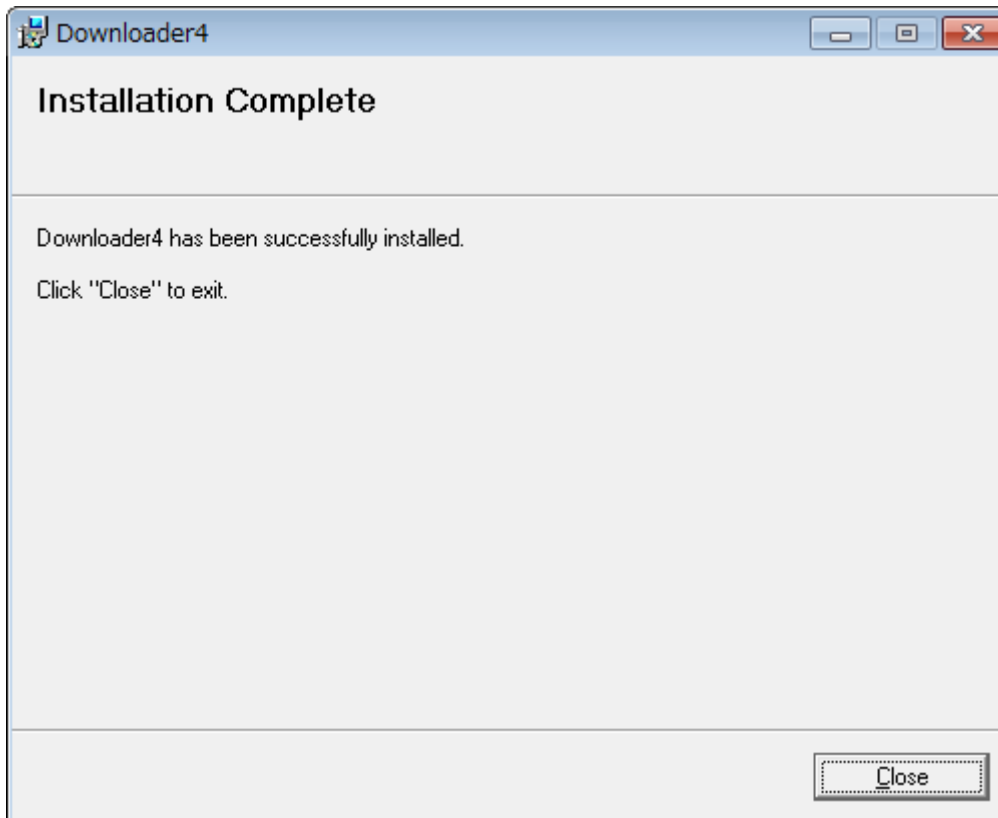 Downloader4
Installation Complete
Downloader4 has been successfully installed.
Click "Close" to exit.
Close